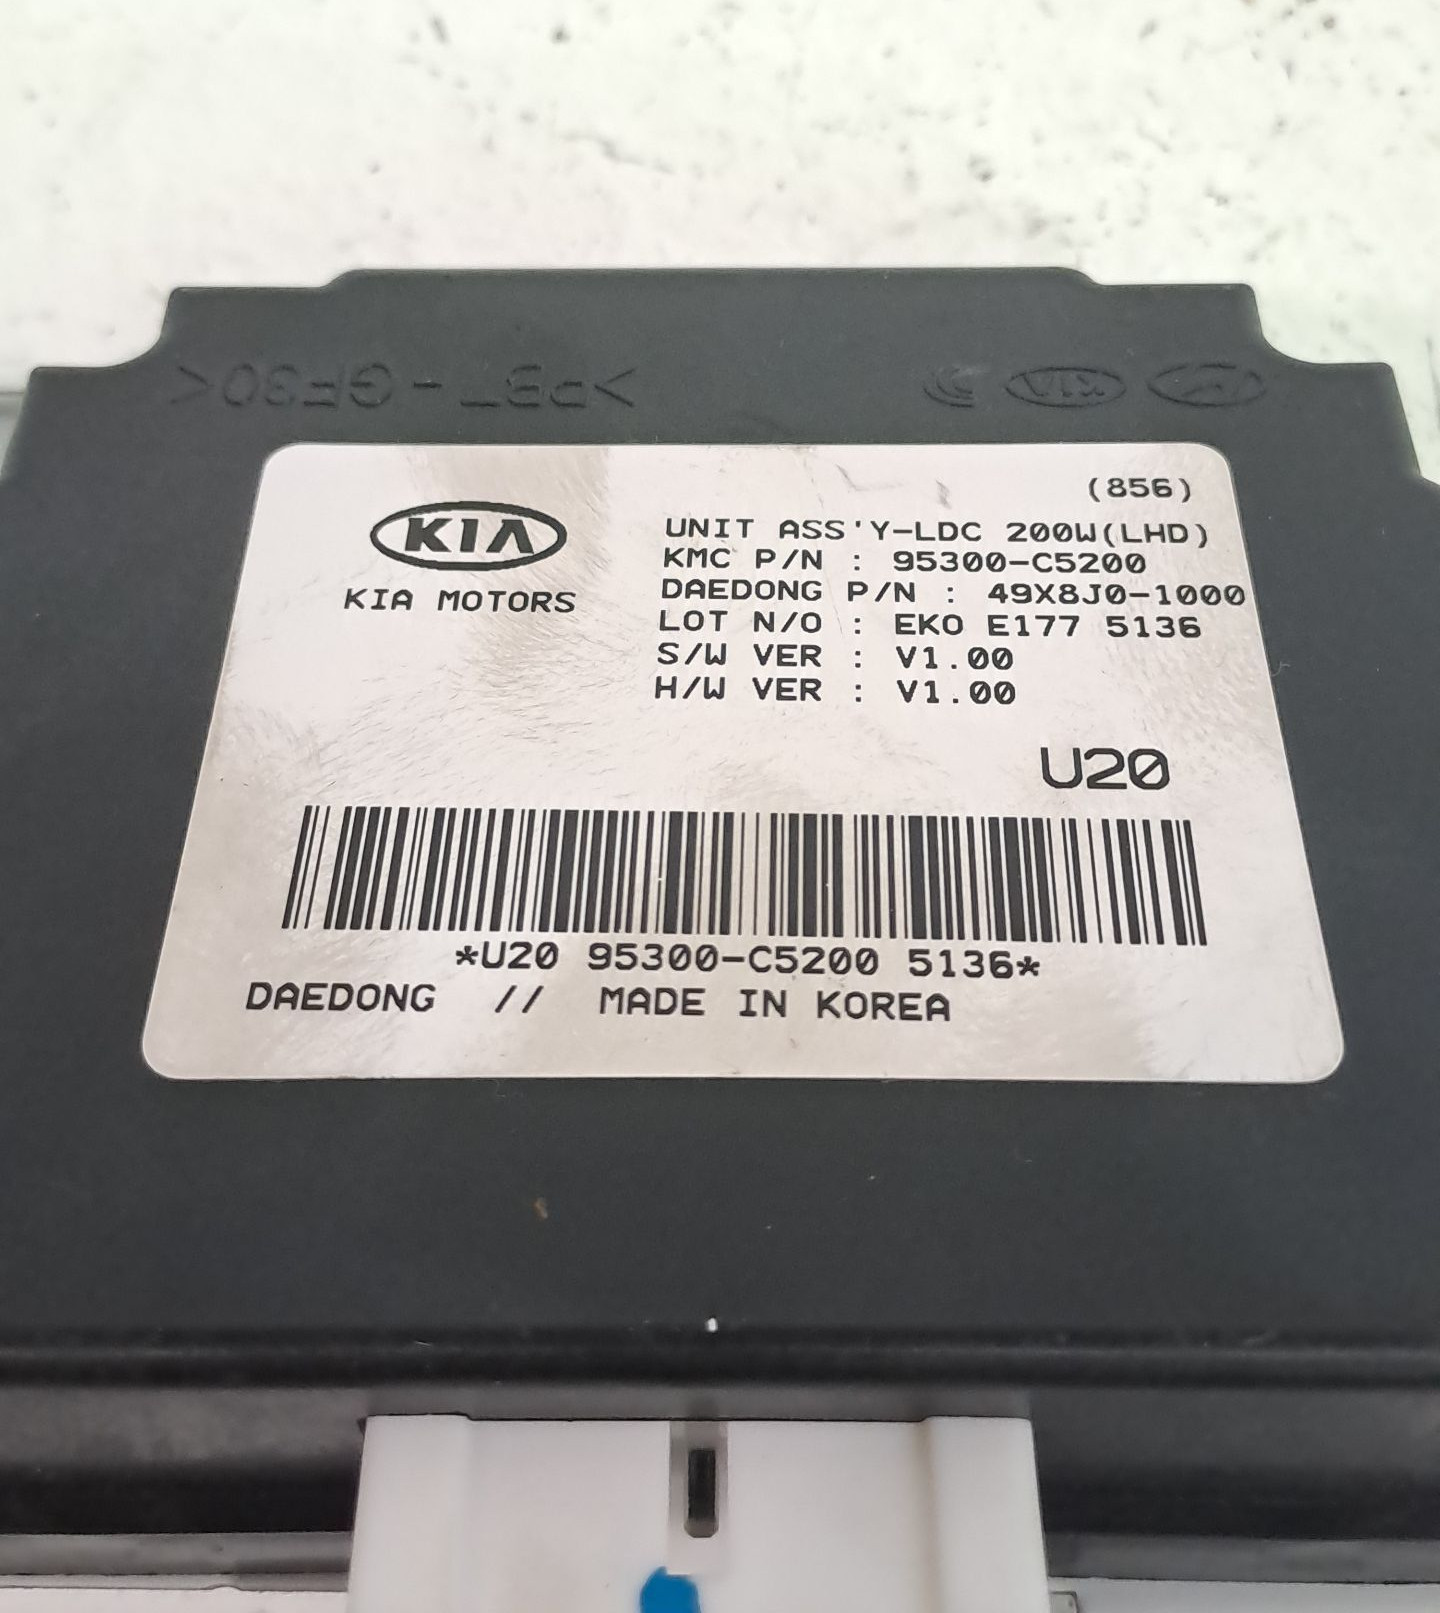 >PBT-GF30<
KIA
(856)
KIA
KIA MOTORS
UNIT ASS'Y-LDC 200W(LHD)
KMC P/N : 95300-C5200
DAEDONG P/N : 49X8J0-1000
LOT N/O : EKO E177 5136
S/W VER : V1.00
H/W VER : V1.00
U20
*U20 95300-C5200 5136*
DAEDONG // MADE IN KOREA